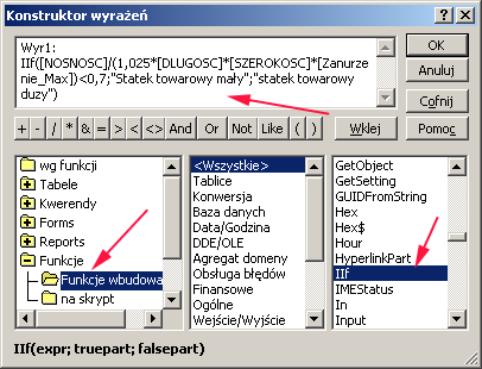 Konstruktor wyrażeń
Wyr1:
IIf([NOSNOSC]/(1,025*[DLUGOSC]*[SZEROKOSC]*[Zanurze
nie_Max])<0,7;"Statek towarowy mały";"statek towarowy
duzy")
OK
Anuluj
Cofnij
+ - / * & = > < <> And Or Not Like ( ) Wklej Pomoc
wg funkcji
Tabele
Kwerendy
Forms
Reports
Funkcje
Funkcje wbudowa
na skrypt
<Wszystkie>
Tablice
Konwersja
Baza danych
Data/Godzina
DDE/OLE
Agregat domeny
Obsługa błędów
Finansowe
Ogólne
Wejście/Wyjście
GetObject
GetSetting
GUIDFromString
Hex
Hex$
Hour
HyperlinkPart
IIf
IMEStatus
In
Input
IIf(expr; truepart; falsepart)